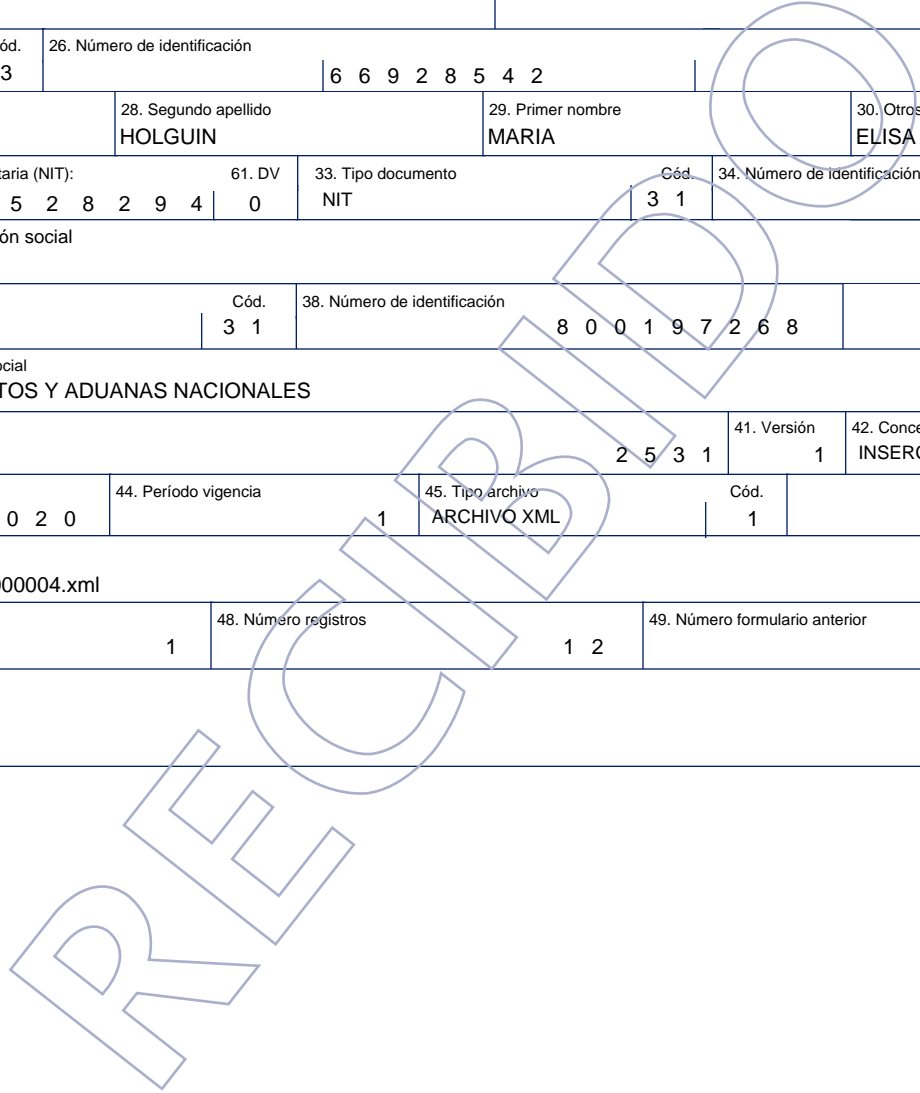 ód. 26. Número de identificación
3 6 6 9 2 8 5 4 2
28. Segundo apellido 29. Primer nombre 30. Otros
HOLGUIN MARIA ELISA
taria (NIT): 61. DV 33. Tipo documento Cód. 34. Número de identificación
5 2 8 2 9 4 0 NIT 3 1
ón social
Cód. 38. Número de identificación
3 1 8 0 0 1 9 7 2 6 8
ocial
TOS Y ADUANAS NACIONALES
41. Versión 42. Conce
2 5 3 1 1 INSERC
44. Período vigencia 45. Tipo archivo Cód.
0 2 0 1 ARCHIVO XML 1
000004.xml
48. Número registros 49. Número formulario anterior
1 1 2
RECIBIDO